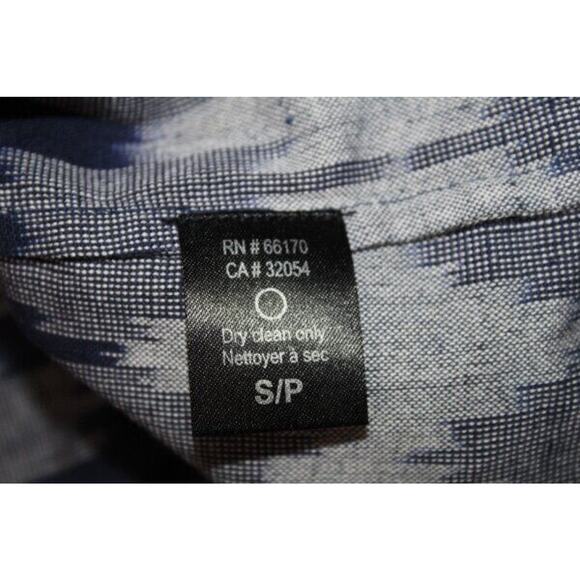 RN # 66170
CA # 32054
Dry clean only
Nettoyer à sec
S/P